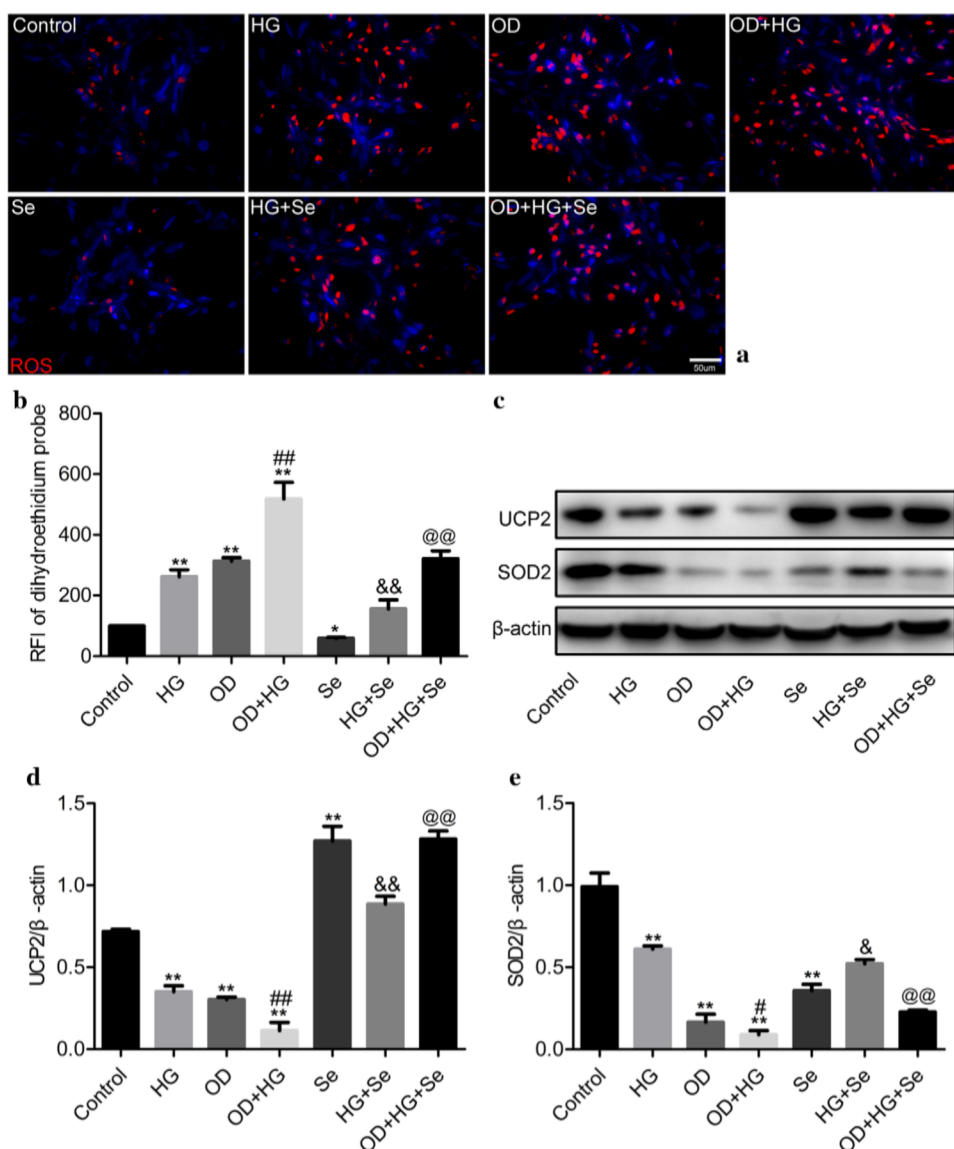 Control HG OD OD+HG
Se HG+Se OD+HG+Se
ROS
50um
a
b
RFI of dihydroethidium probe
800
600
400
200
0
**
**
##
**
*
&&
@@
Control HG OD OD+HG Se HG+Se OD+HG+Se
c
UCP2
SOD2
β-actin
Control HG OD OD+HG Se HG+Se OD+HG+Se
d
UCP2/β -actin
1.5
1.0
0.5
0.0
**
**
##
**
**
&&
@@
Control HG OD OD+HG Se HG+Se OD+HG+Se
e
SOD2/β -actin
1.5
1.0
0.5
0.0
**
**
#
**
**
&
@@
Control HG OD OD+HG Se HG+Se OD+HG+Se